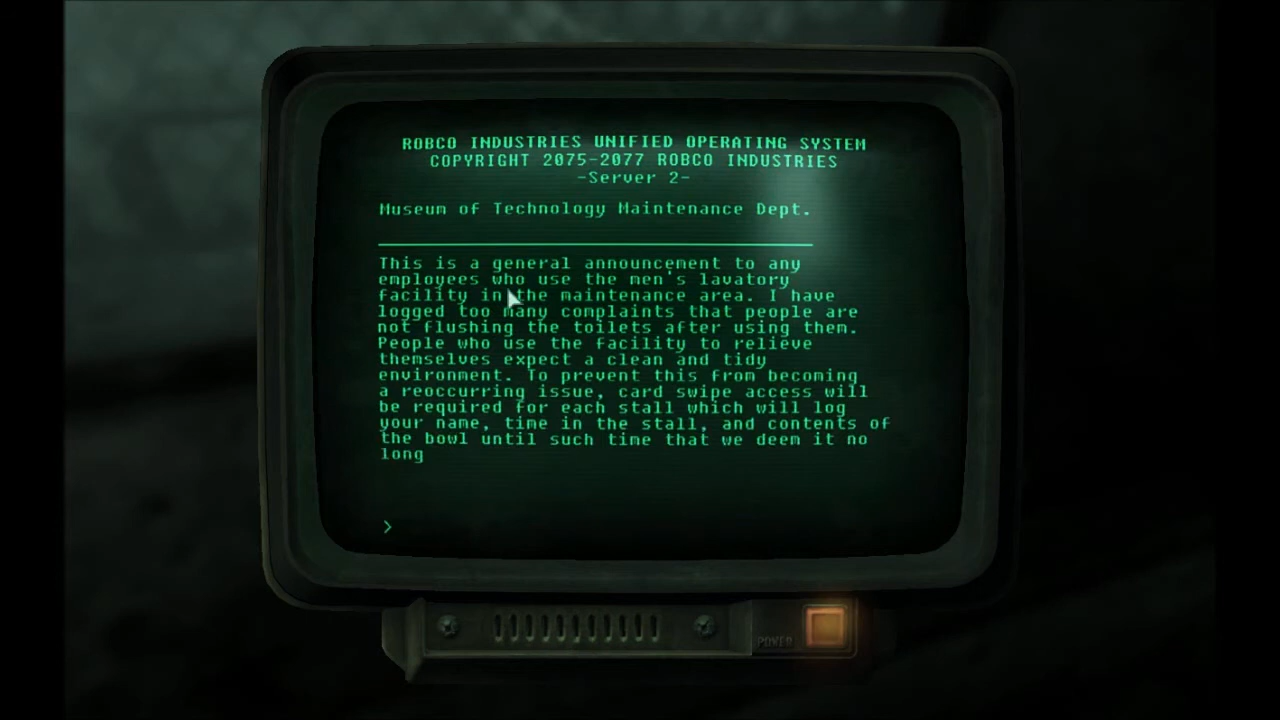 ROBCO INDUSTRIES UNIFIED OPERATING SYSTEM
COPYRIGHT 2075-2077 ROBCO INDUSTRIES
-Server 2-
Museum of Technology Maintenance Dept.
This is a general announcement to any
employees who use the men's lavatory
facility in the maintenance area. I have
logged too many complaints that people are
not flushing the toilets after using them.
People who use the facility to relieve
themselves expect a clean and tidy
environment. To prevent this from becoming
a reoccurring issue, card swipe access will
be required for each stall which will log
your name, time in the stall, and contents of
the bowl until such time that we deem it no
long
>
POWER